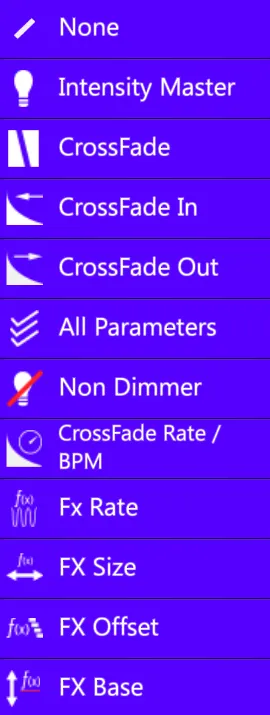 None
Intensity Master
CrossFade
CrossFade In
CrossFade Out
All Parameters
Non Dimmer
CrossFade Rate /
BPM
f(x)
Fx Rate
f(x)
FX Size
f(x)
FX Offset
f(x)
FX Base